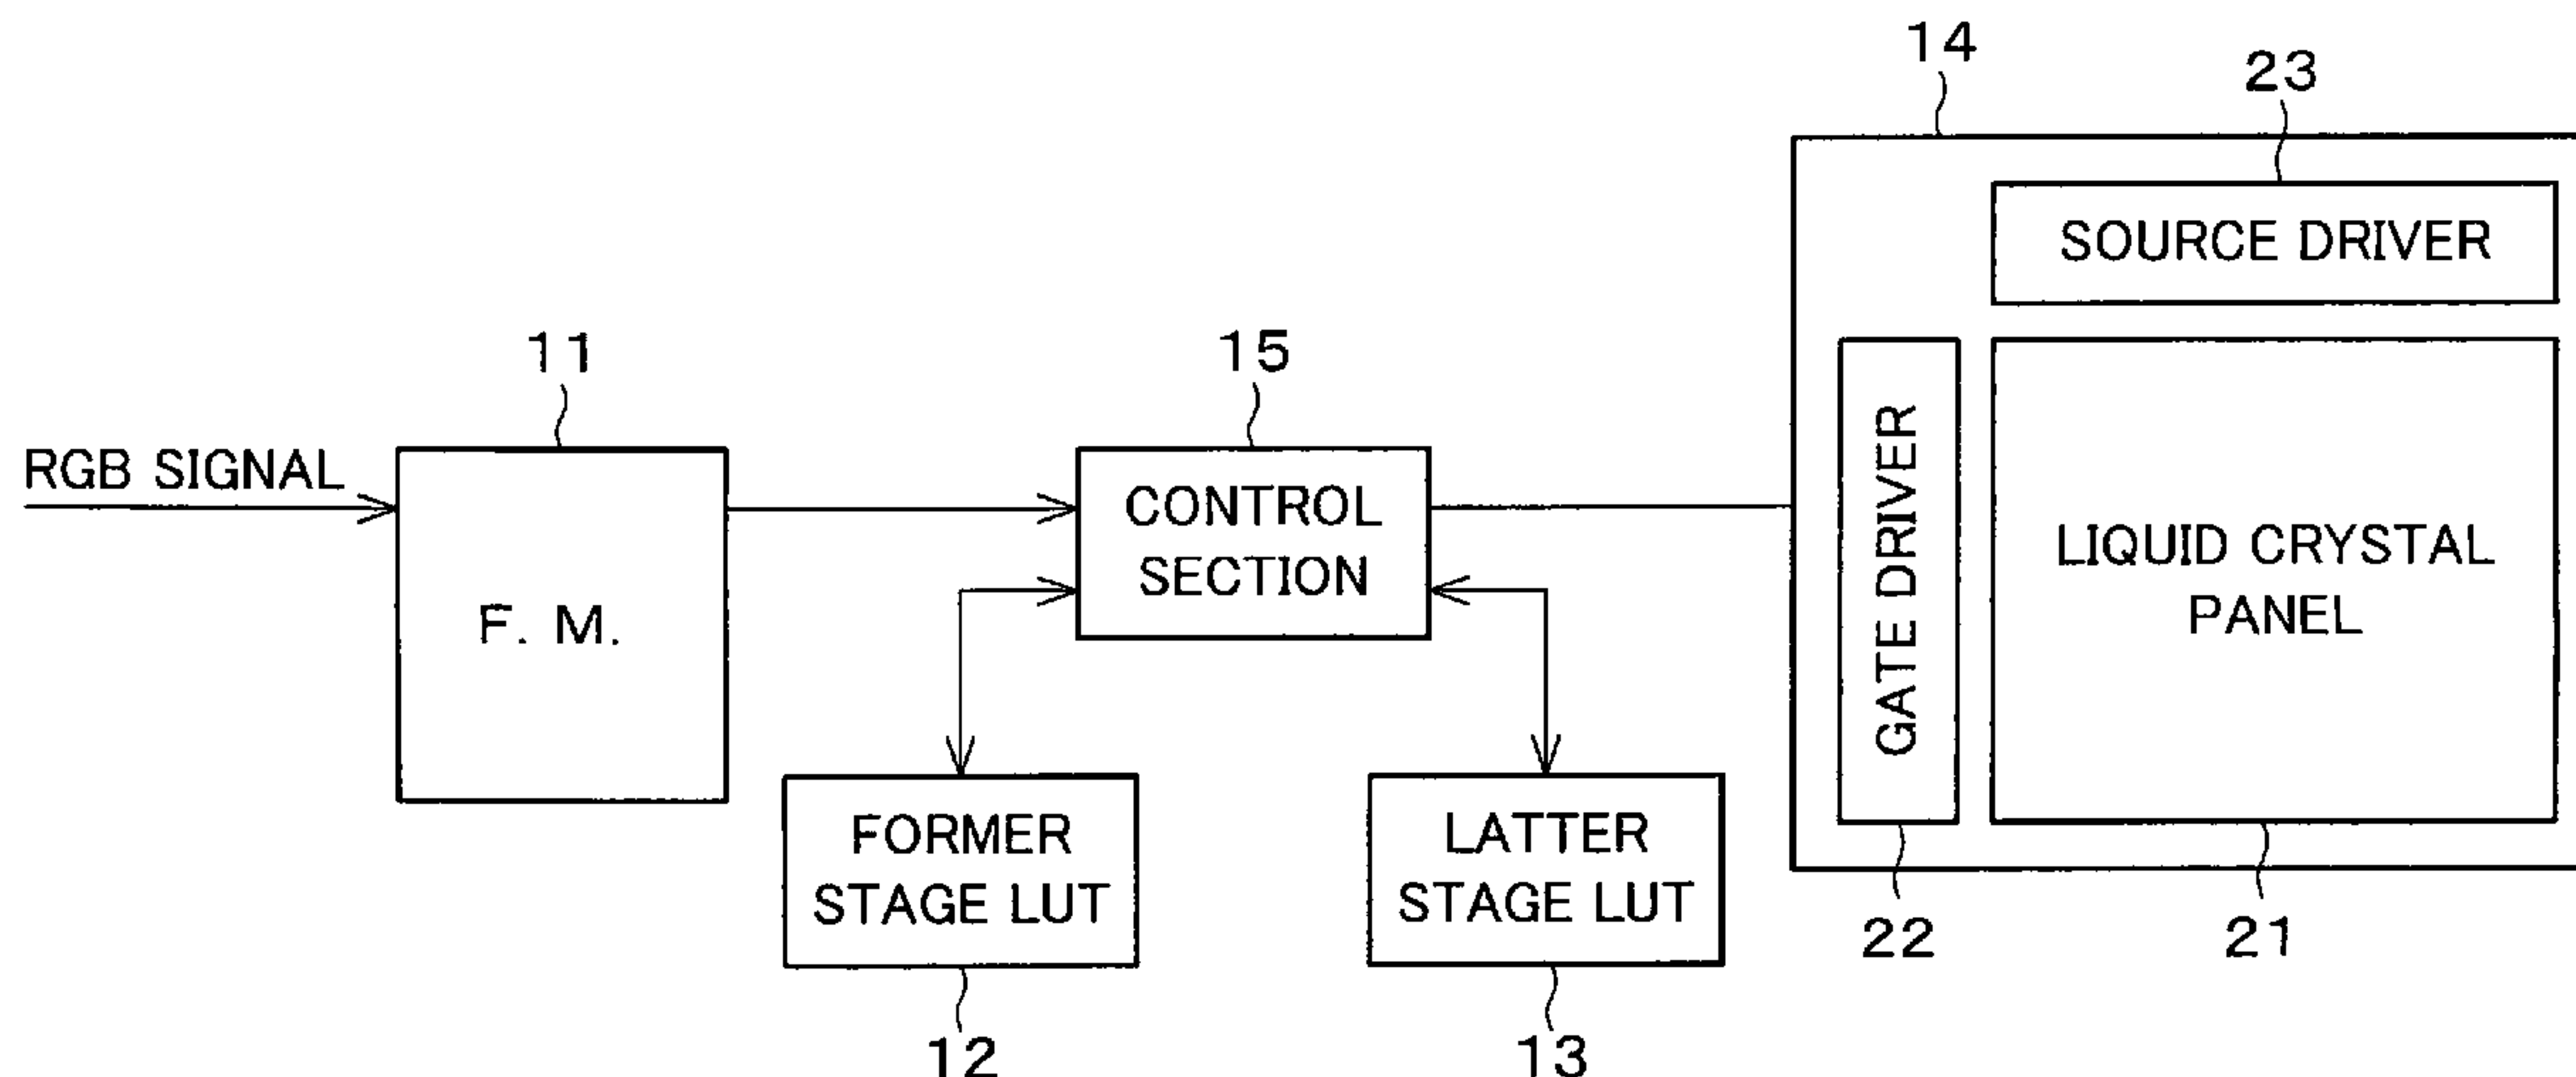 14
23
SOURCE DRIVER
11
15
RGB SIGNAL
F. M.
CONTROL
SECTION
GATE DRIVER
LIQUID CRYSTAL
PANEL
FORMER
STAGE LUT
LATTER
STAGE LUT
22
21
12
13